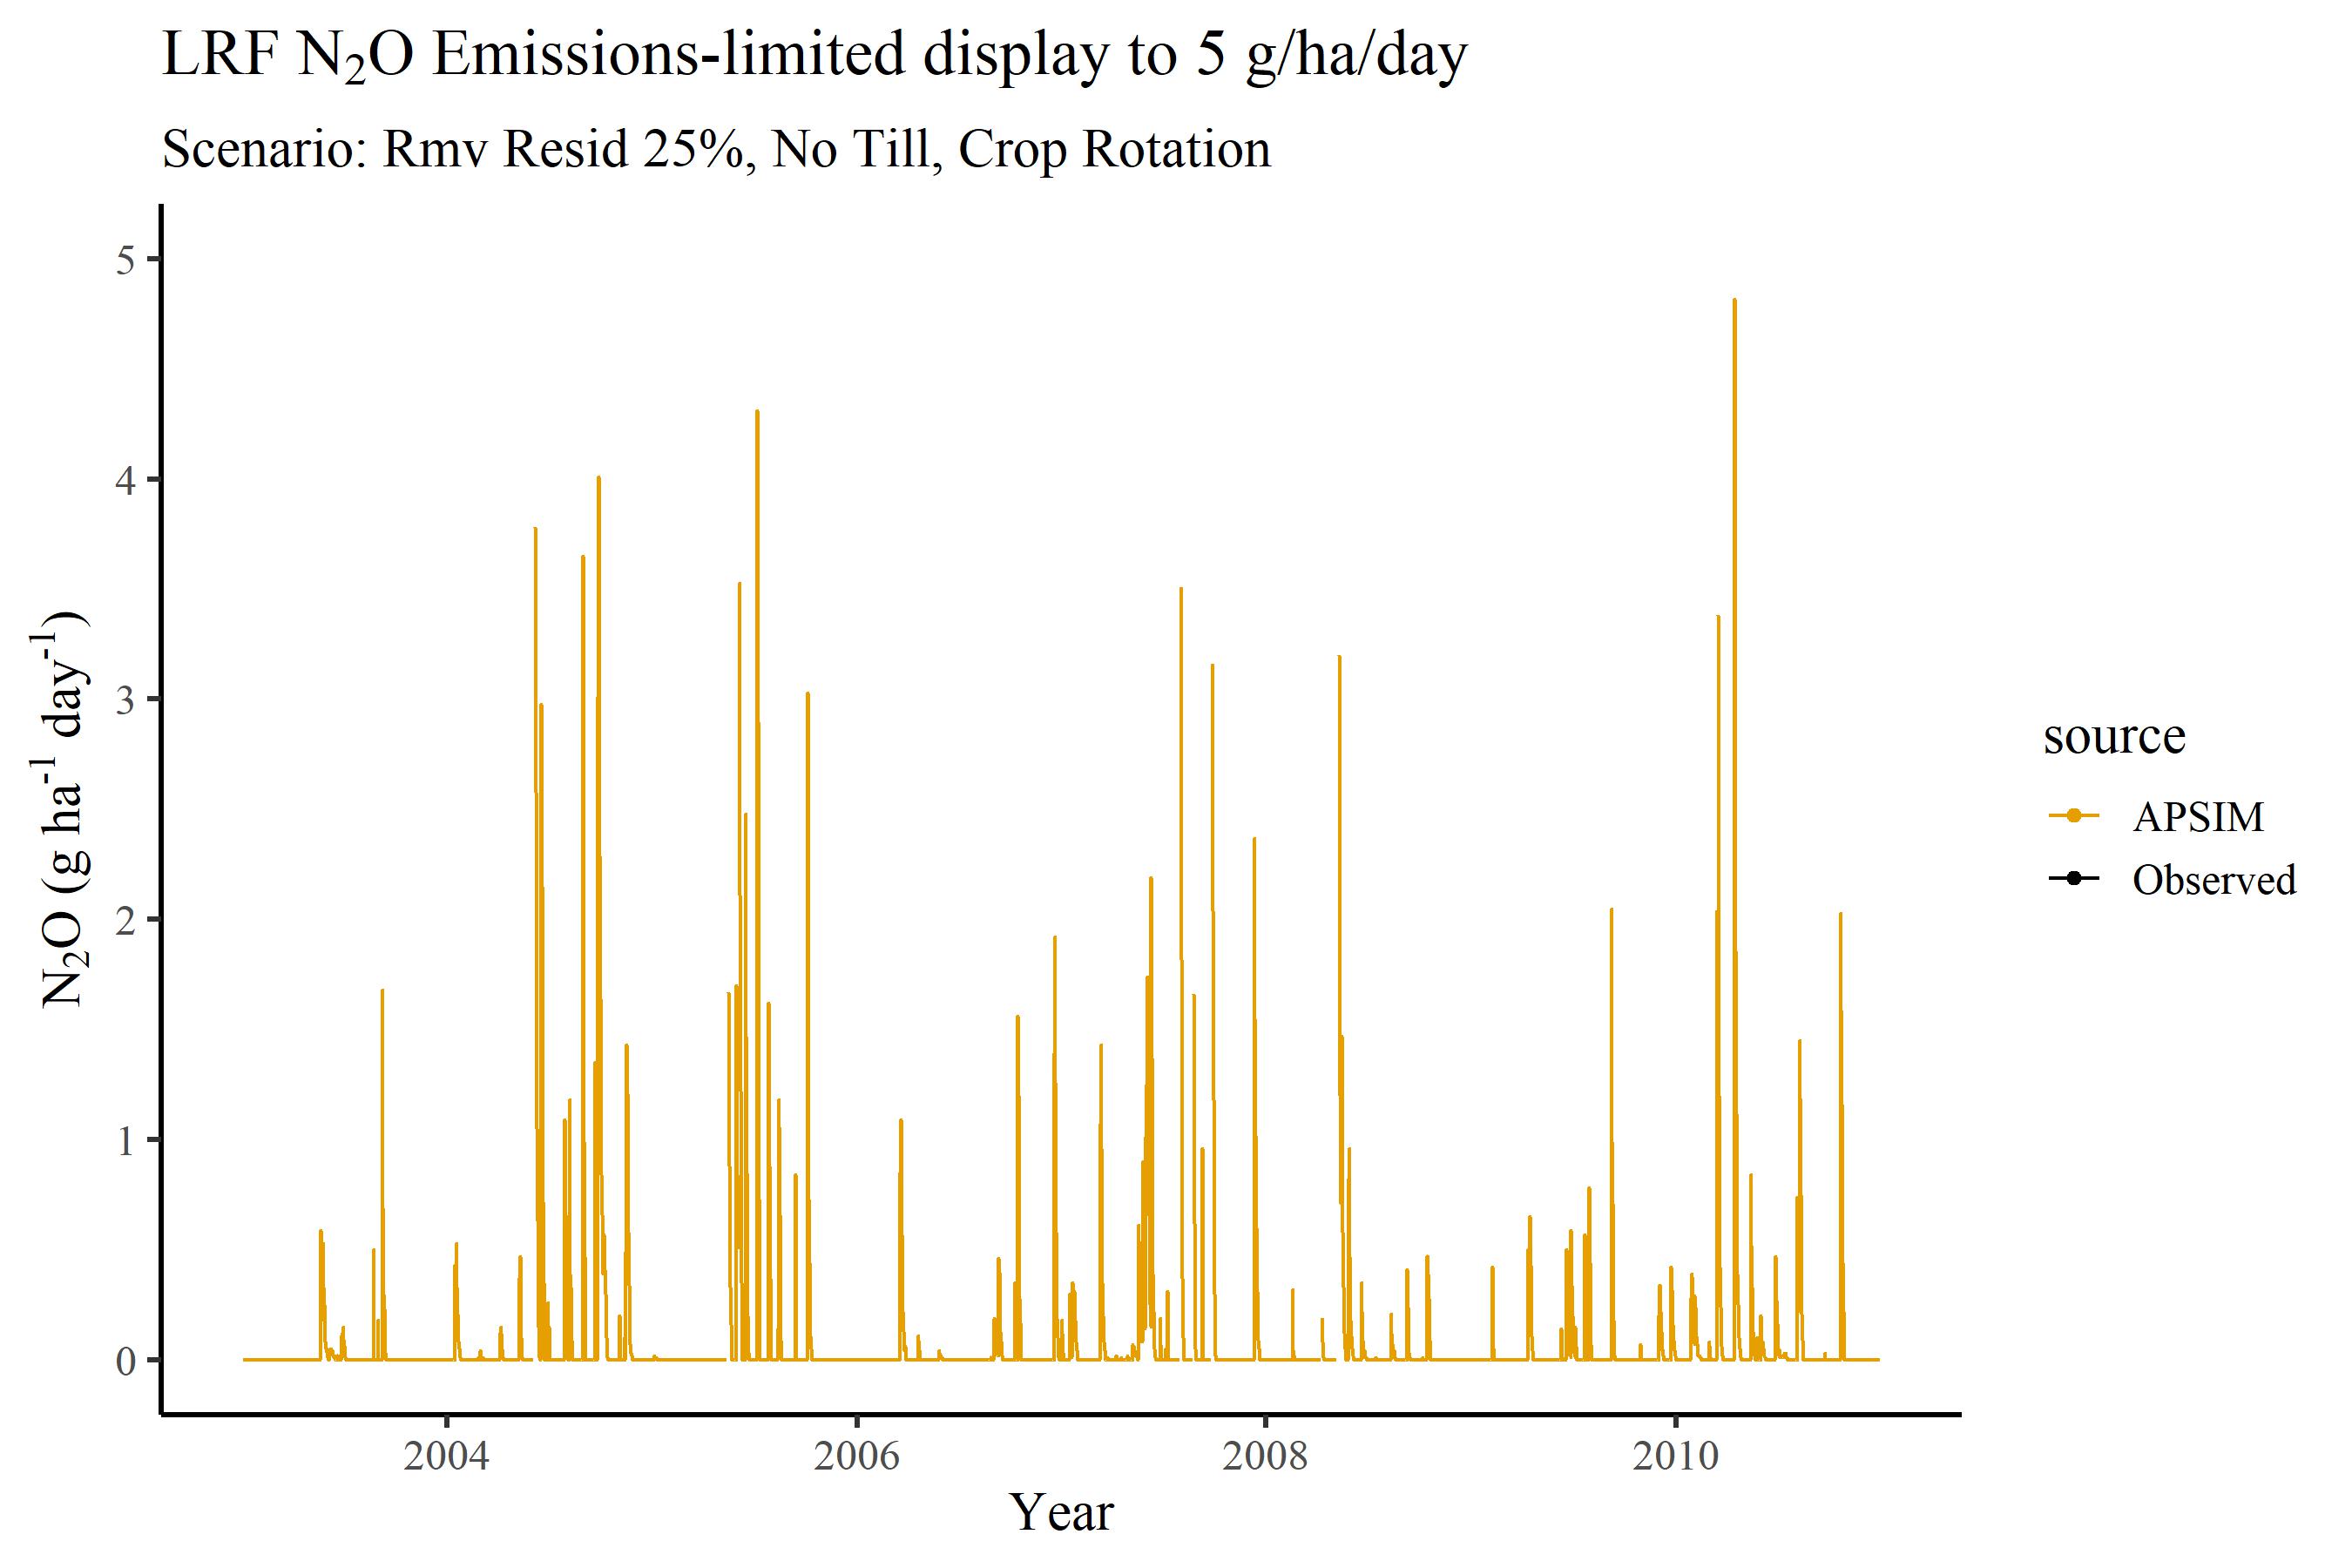 LRF N₂O Emissions-limited display to 5 g/ha/day
Scenario: Rmv Resid 25%, No Till, Crop Rotation
N₂O (g ha⁻¹ day⁻¹)
5
4
3
2
1
0
2004 2006 2008 2010
Year
source
APSIM
Observed